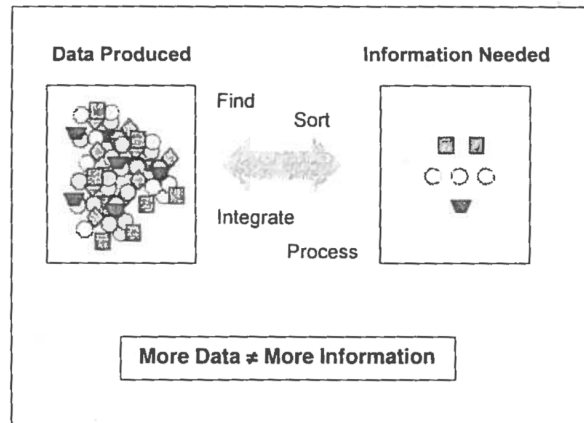 Data Produced
Information Needed
Find
Sort
Integrate
Process
More Data ≠ More Information